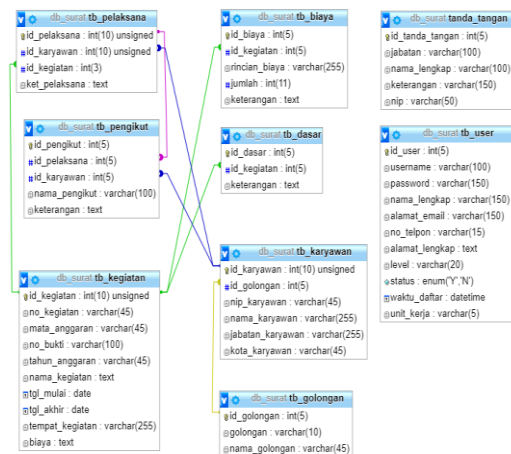 db_surat tb_pelaksana
id_pelaksana : int(10) unsigned
id_karyawan : int(10) unsigned
id_kegiatan : int(3)
ket_pelaksana : text
db_surat tb_pengikut
id_pengikut : int(5)
id_pelaksana : int(5)
id_karyawan : int(5)
nama_pengikut : varchar(100)
keterangan : text
db_surat tb_kegiatan
id_kegiatan : int(10) unsigned
no_kegiatan : varchar(45)
mata_anggaran : varchar(45)
no_bukti : varchar(100)
tahun_anggaran : varchar(45)
nama_kegiatan : text
tgl_mulai : date
tgl_akhir : date
tempat_kegiatan : varchar(255)
biaya : text
db_surat tb_biaya
id_biaya : int(5)
id_kegiatan : int(5)
rincian_biaya : varchar(255)
jumlah : int(11)
keterangan : text
db_surat tb_dasar
id_dasar : int(5)
id_kegiatan : int(5)
keterangan : text
db_surat tb_karyawan
id_karyawan : int(10) unsigned
id_golongan : int(5)
nip_karyawan : varchar(45)
nama_karyawan : varchar(255)
jabatan_karyawan : varchar(255)
kota_karyawan : varchar(45)
db_surat tb_golongan
id_golongan : int(5)
golongan : varchar(10)
nama_golongan : varchar(45)
db_surat tanda_tangan
id_tanda_tangan : int(5)
jabatan : varchar(100)
nama_lengkap : varchar(100)
keterangan : varchar(150)
nip : varchar(50)
db_surat tb_user
id_user : int(5)
username : varchar(100)
password : varchar(150)
nama_lengkap : varchar(150)
alamat_email : varchar(150)
no_telpon : varchar(15)
alamat_lengkap : text
level : varchar(20)
status : enum('Y','N')
waktu_daftar : datetime
unit_kerja : varchar(5)